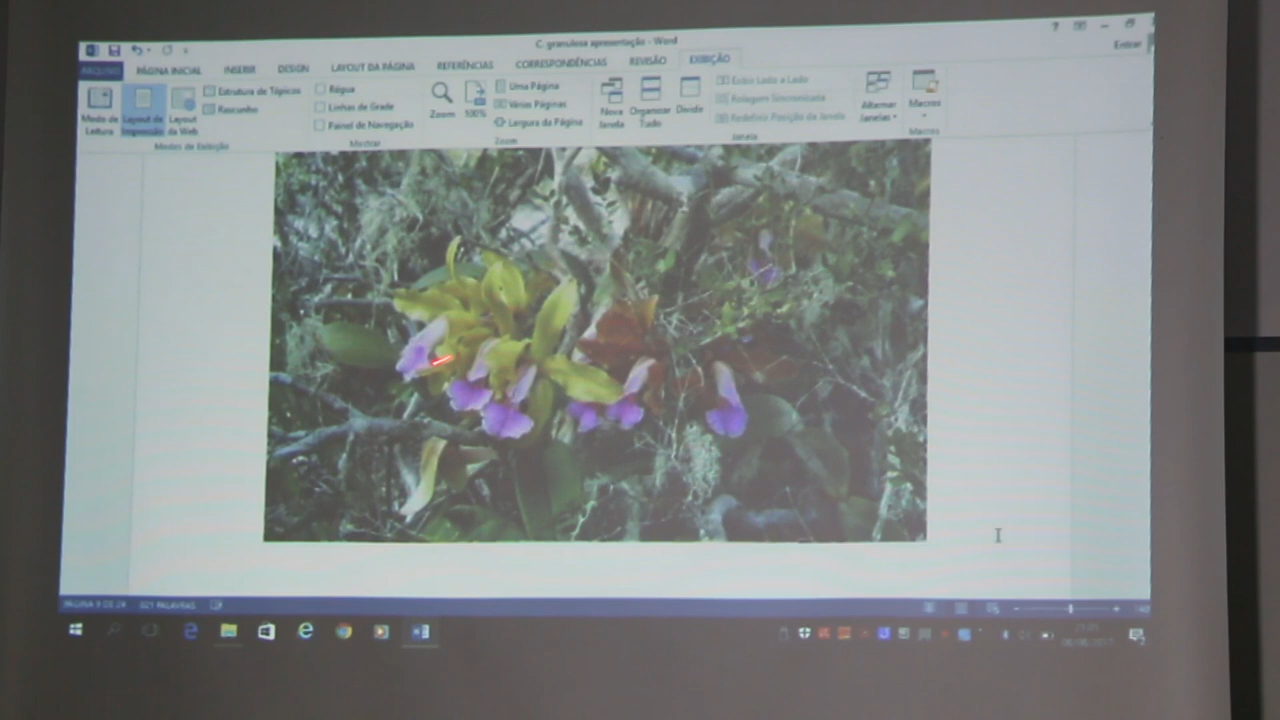 C. granulosa apresentação - Word
?
Entrar
ARQUIVO PÁGINA INICIAL INSERIR DESIGN LAYOUT DA PÁGINA REFERÊNCIAS CORRESPONDÊNCIAS REVISÃO EXIBIÇÃO
Modo de Leitura
Layout de Impressão
Layout da Web
Estrutura de Tópicos
Rascunho
Modos de Exibição
Régua
Linhas de Grade
Painel de Navegação
Mostrar
Zoom
100%
Uma Página
Várias Páginas
Largura da Página
Zoom
Nova Janela
Organizar Tudo
Dividir
Exibir Lado a Lado
Rolagem Sincronizada
Redefinir Posição da Janela
Janela
Alternar Janelas
Macros
Macros